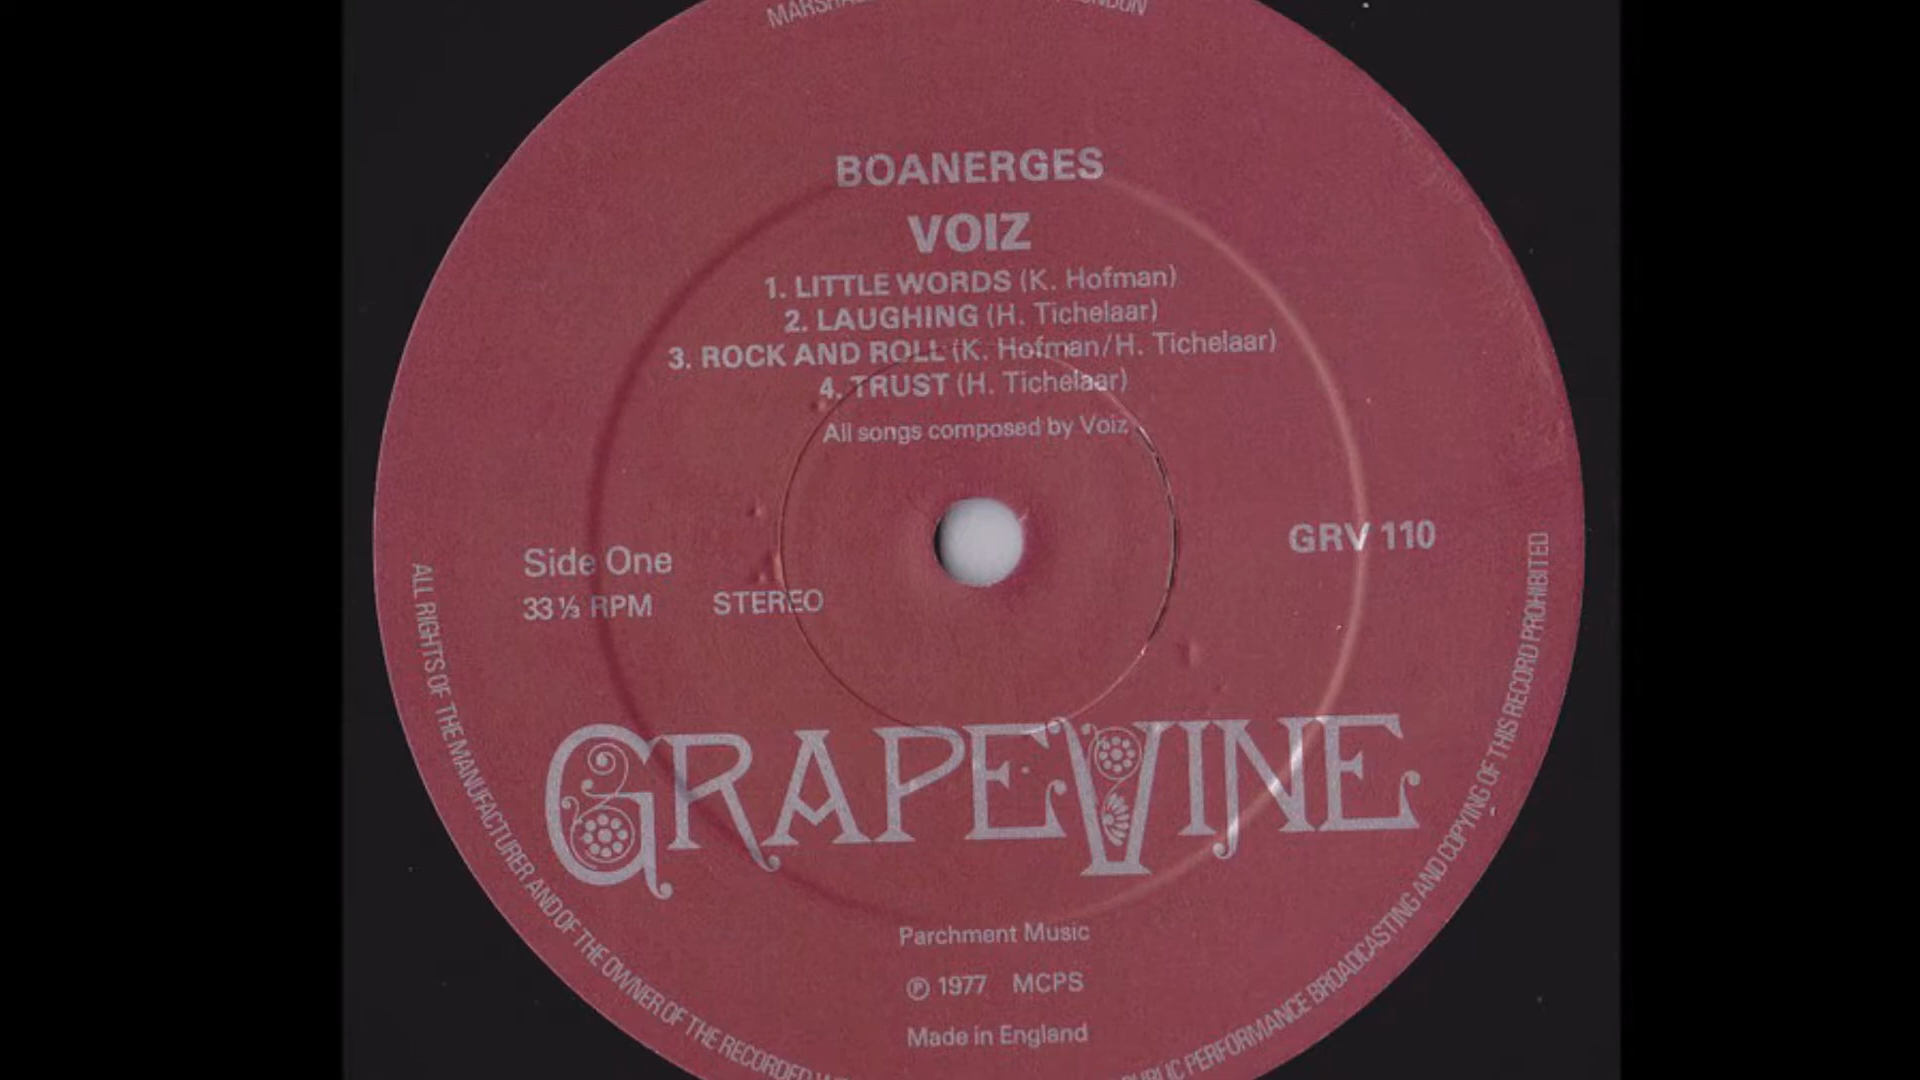 BOANERGES
VOIZ
1. LITTLE WORDS (K. Hofman)
2. LAUGHING (H. Tichelaar)
3. ROCK AND ROLL (K. Hofman/H. Tichelaar)
4. TRUST (H. Tichelaar)
All songs composed by Voiz
Side One
33⅓ RPM STEREO
GRV 110
GRAPEVINE
Parchment Music
℗ 1977 MCPS
Made in England
ALL RIGHTS OF THE MANUFACTURER AND OF THE OWNER OF THE RECORDED
PUBLIC PERFORMANCE BROADCASTING AND COPYING OF THIS RECORD PROHIBITED